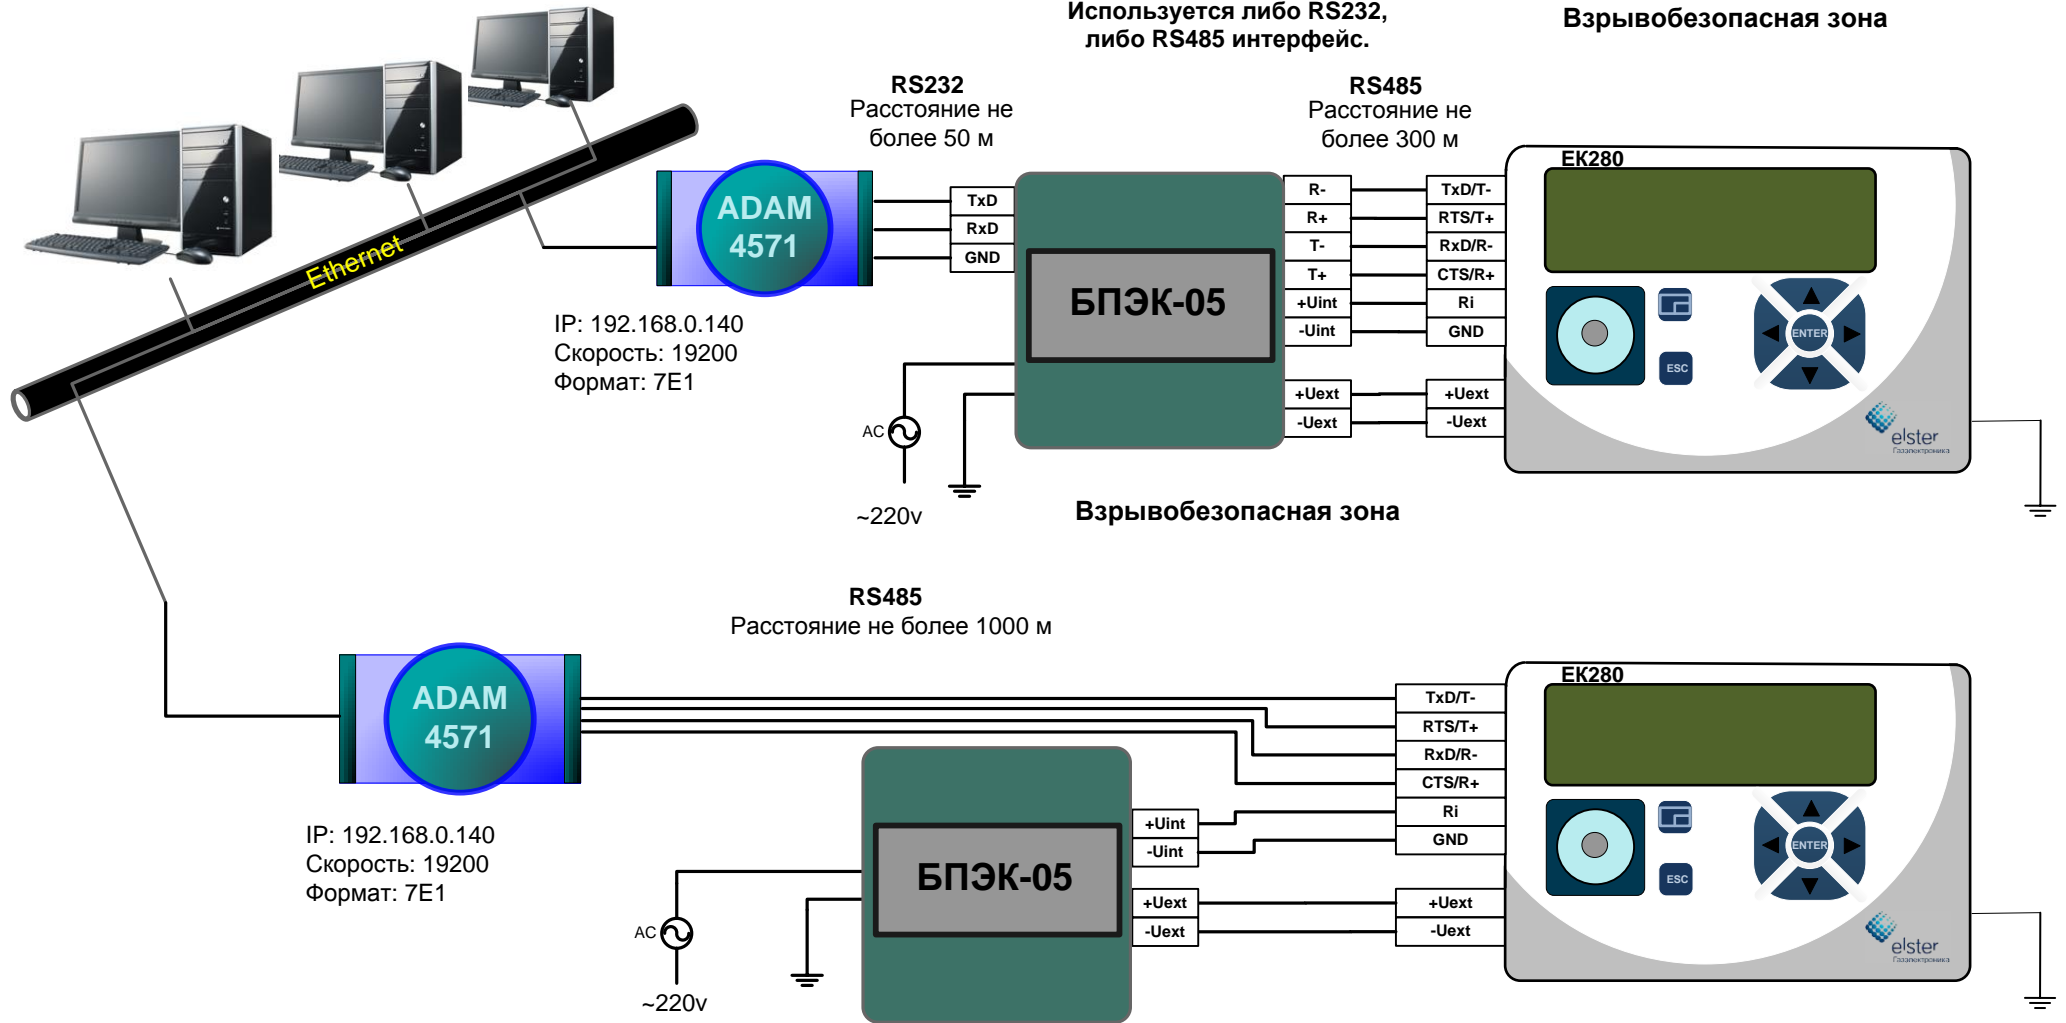 Используется либо RS232,
либо RS485 интерфейс.
Взрывобезопасная зона
RS232
Расстояние не
более 50 м
RS485
Расстояние не
более 300 м
Ethernet
ADAM
4571
IP: 192.168.0.140
Скорость: 19200
Формат: 7E1
TxD
RxD
GND
БПЭК-05
AC
~220v
R-
R+
T-
T+
+Uint
-Uint
+Uext
-Uext
TxD/T-
RTS/T+
RxD/R-
CTS/R+
Ri
GND
+Uext
-Uext
ЕК280
ENTER
ESC
elster
Газэлектроника
Взрывобезопасная зона
RS485
Расстояние не более 1000 м
ADAM
4571
IP: 192.168.0.140
Скорость: 19200
Формат: 7E1
БПЭК-05
AC
~220v
+Uint
-Uint
+Uext
-Uext
TxD/T-
RTS/T+
RxD/R-
CTS/R+
Ri
GND
+Uext
-Uext
ЕК280
ENTER
ESC
elster
Газэлектроника